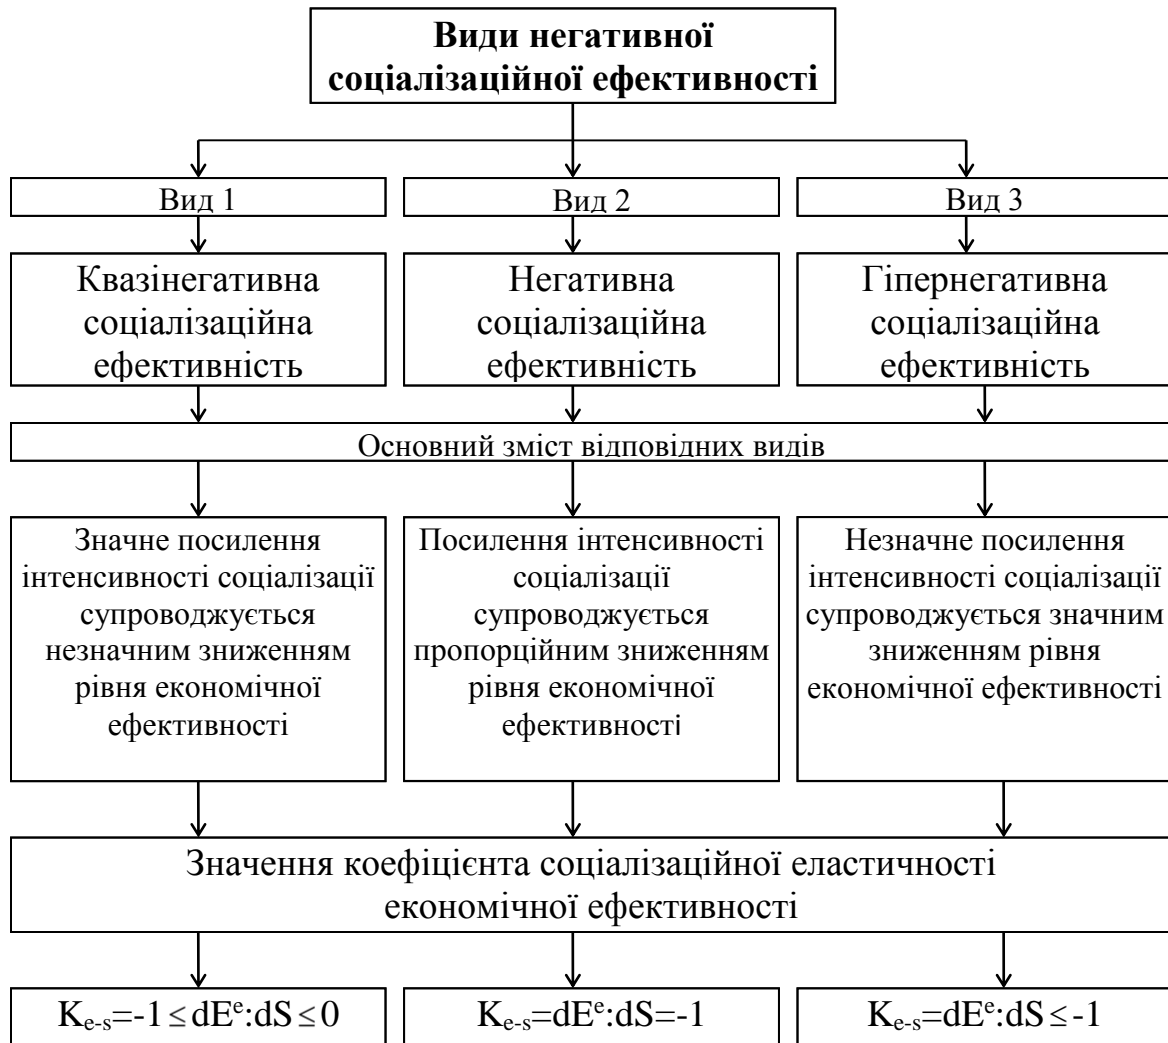 Види негативної
соціалізаційної ефективності
Вид 1
Вид 2
Вид 3
Квазінегативна
соціалізаційна
ефективність
Негативна
соціалізаційна
ефективність
Гіпернегативна
соціалізаційна
ефективність
Основний зміст відповідних видів
Значне посилення
інтенсивності соціалізації
супроводжується
незначним зниженням
рівня економічної
ефективності
Посилення інтенсивності
соціалізації
супроводжується
пропорційним зниженням
рівня економічної
ефективності
Незначне посилення
інтенсивності соціалізації
супроводжується значним
зниженням рівня
економічної ефективності
Значення коефіцієнта соціалізаційної еластичності
економічної ефективності
Kₑ₋ₛ=-1≤dEᵉ:dS≤0
Kₑ₋ₛ=dEᵉ:dS=-1
Kₑ₋ₛ=dEᵉ:dS≤-1